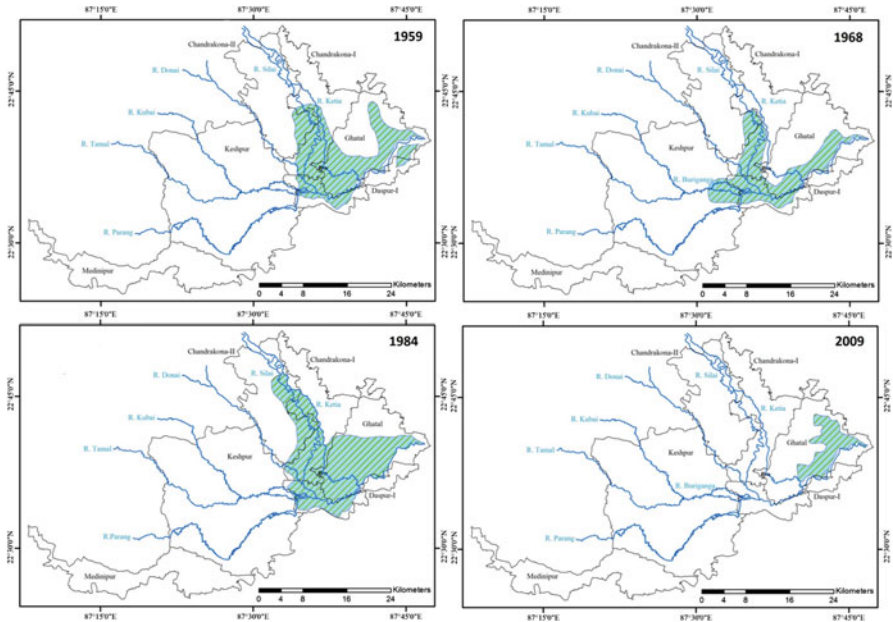 87°15'0"E 87°30'0"E 87°45'0"E
1959
Chandrakona-II
Chandrakona-I
R. Donai
R. Silai
22°45'0"N
R. Kubai
R. Ketia
R. Tamal
Keshpur
Ghatal
Daspur-I
R. Parang
22°30'0"N
Medinipur
Kilometers
0 4 8 16 24
87°15'0"E 87°30'0"E 87°45'0"E
1968
Chandrakona-II
Chandrakona-I
R. Donai
R. Silai
22°45'0"N
R. Kubai
R. Ketia
R. Tamal
Keshpur
Ghatal
R. Buriganga
Daspur-I
R. Parang
22°30'0"N
Medinipur
Kilometers
0 4 8 16 24
1984
Chandrakona-II
Chandrakona-I
R. Donai
R. Silai
22°45'0"N
R. Kubai
R. Ketia
R. Tamal
Keshpur
Ghatal
Daspur-I
R.Parang
22°30'0"N
Medinipur
Kilometers
0 4 8 16 24
87°15'0"E 87°30'0"E 87°45'0"E
2009
Chandrakona-II
Chandrakona-I
R. Donai
R. Silai
22°45'0"N
R. Kubai
R. Ketia
R. Tamal
Keshpur
Ghatal
R. Buriganga
Daspur-I
R. Parang
22°30'0"N
Medinipur
Kilometers
0 4 8 16 24
87°15'0"E 87°30'0"E 87°45'0"E